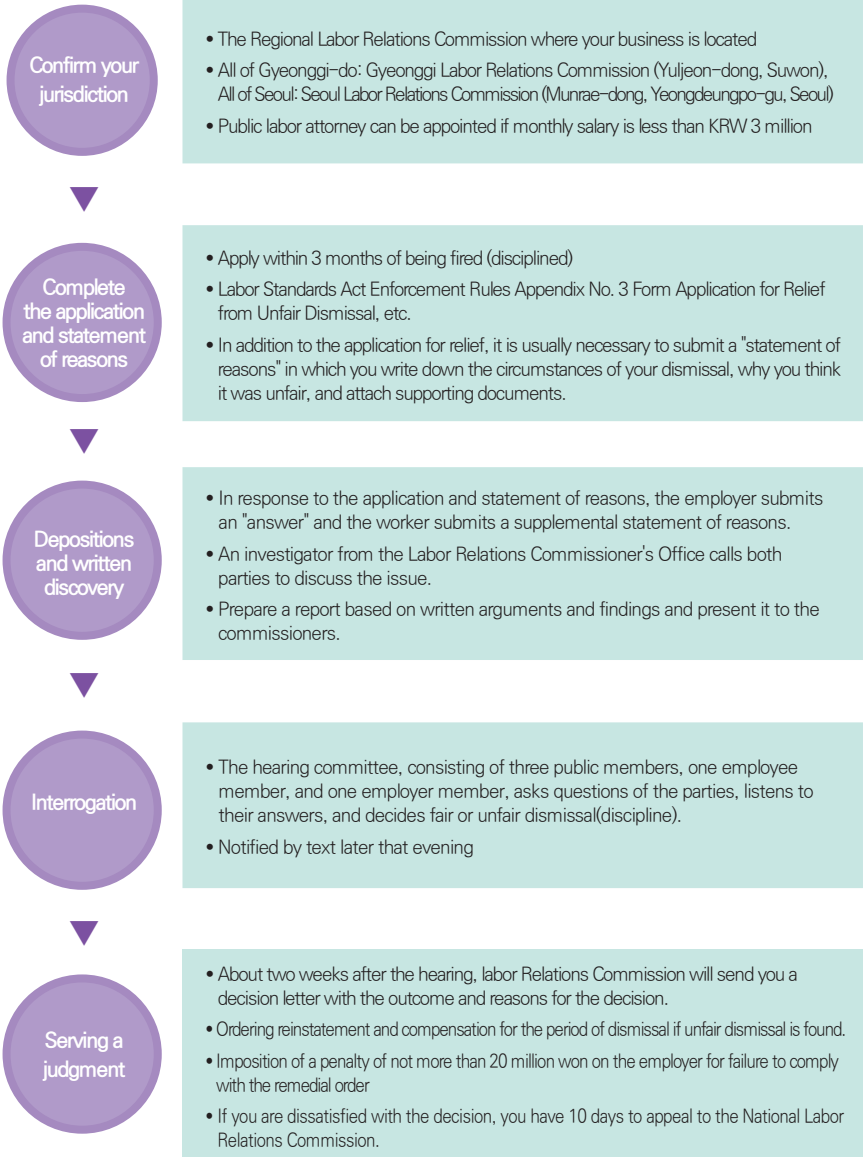 Confirm your
jurisdiction
• The Regional Labor Relations Commission where your business is located
• All of Gyeonggi-do: Gyeonggi Labor Relations Commission (Yuljeon-dong, Suwon),
All of Seoul: Seoul Labor Relations Commission (Munrae-dong, Yeongdeungpo-gu, Seoul)
• Public labor attorney can be appointed if monthly salary is less than KRW 3 million
Complete
the application
and statement
of reasons
• Apply within 3 months of being fired (disciplined)
• Labor Standards Act Enforcement Rules Appendix No. 3 Form Application for Relief
from Unfair Dismissal, etc.
• In addition to the application for relief, it is usually necessary to submit a "statement of
reasons" in which you write down the circumstances of your dismissal, why you think
it was unfair, and attach supporting documents.
Depositions
and written
discovery
• In response to the application and statement of reasons, the employer submits
an "answer" and the worker submits a supplemental statement of reasons.
• An investigator from the Labor Relations Commissioner's Office calls both
parties to discuss the issue.
• Prepare a report based on written arguments and findings and present it to the
commissioners.
Interrogation
• The hearing committee, consisting of three public members, one employee
member, and one employer member, asks questions of the parties, listens to
their answers, and decides fair or unfair dismissal(discipline).
• Notified by text later that evening
Serving a
judgment
• About two weeks after the hearing, labor Relations Commission will send you a
decision letter with the outcome and reasons for the decision.
• Ordering reinstatement and compensation for the period of dismissal if unfair dismissal is found.
• Imposition of a penalty of not more than 20 million won on the employer for failure to comply
with the remedial order
• If you are dissatisfied with the decision, you have 10 days to appeal to the National Labor
Relations Commission.